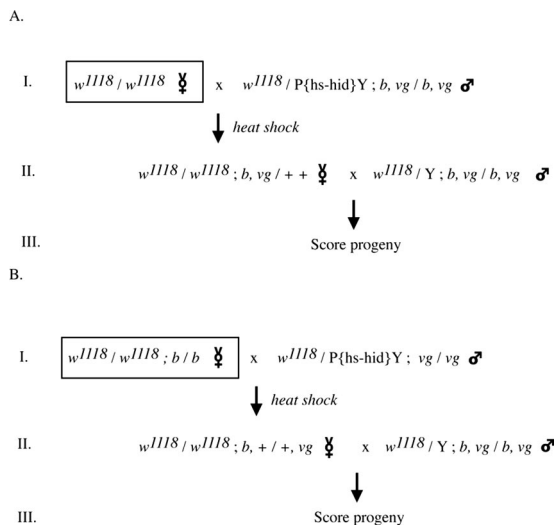 A.
I. w1118 / w1118 ⚢ x w1118 / P{hs-hid}Y ; b, vg / b, vg ♂
heat shock
II. w1118 / w1118 ; b, vg / + + ⚢ x w1118 / Y ; b, vg / b, vg ♂
III. Score progeny
B.
I. w1118 / w1118 ; b / b ⚢ x w1118 / P{hs-hid}Y ; vg / vg ♂
heat shock
II. w1118 / w1118 ; b, + / +, vg ⚢ x w1118 / Y ; b, vg / b, vg ♂
III. Score progeny